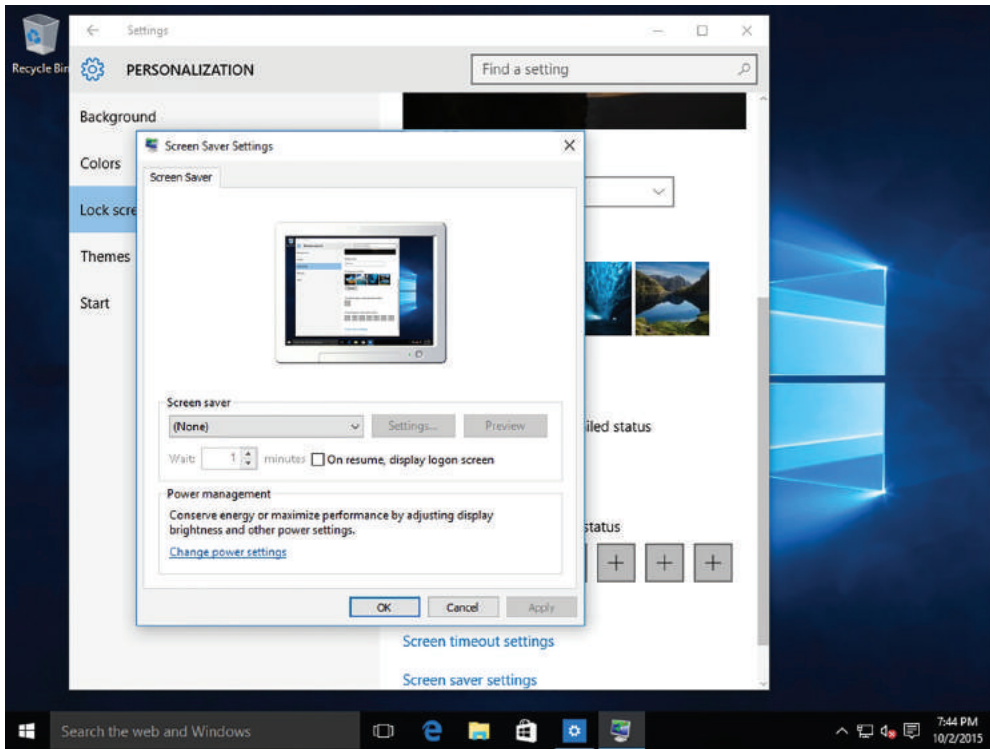 Recycle Bin
Settings
PERSONALIZATION
Find a setting
Background
Colors
Lock scre
Themes
Start
Screen Saver Settings
Screen Saver
Screen saver
(None)
Settings...
Preview
Wait:
1
minutes
On resume, display logon screen
Power management
Conserve energy or maximize performance by adjusting display
brightness and other power settings.
Change power settings
OK
Cancel
Apply
iled status
status
Screen timeout settings
Screen saver settings
Search the web and Windows
7:44 PM
10/2/2015